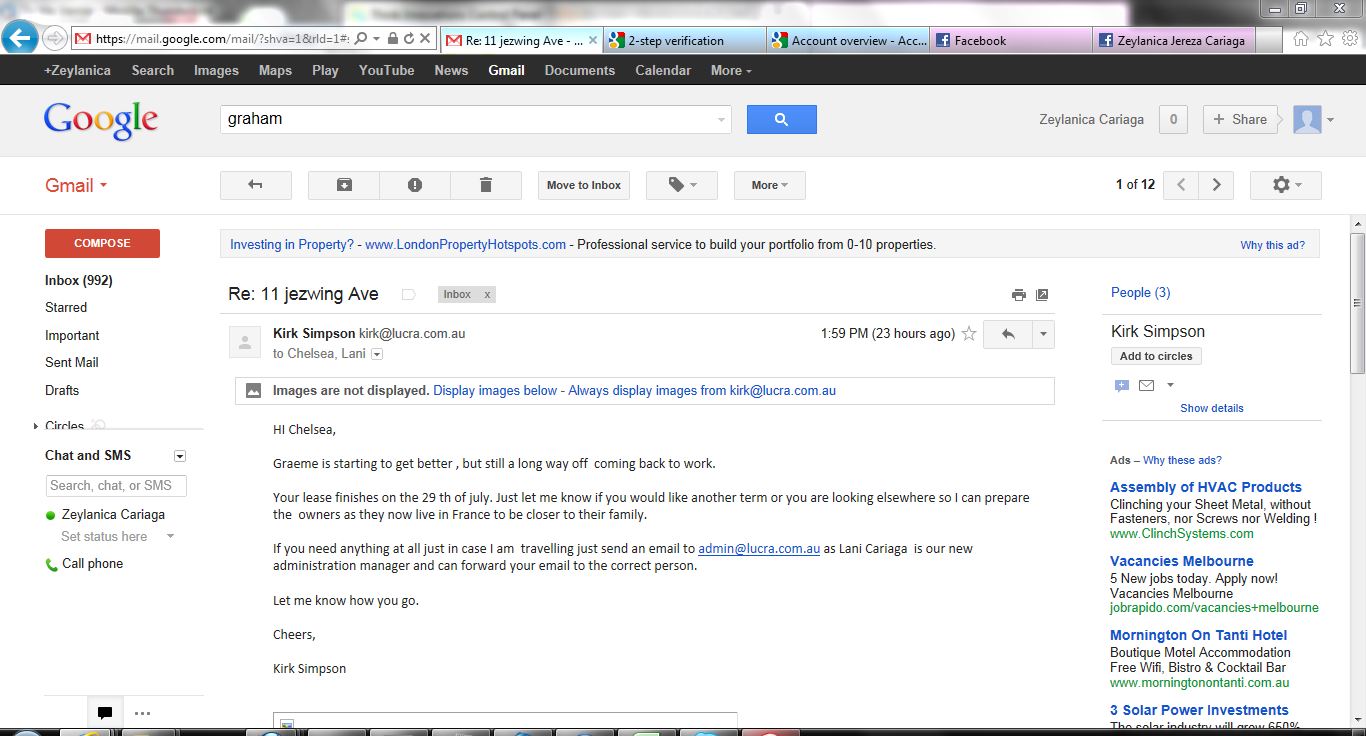 https://mail.google.com/mail/?shva=1&rld=1#
Re: 11 jezwing Ave - ...
2-step verification
Account overview - Acc...
Facebook
Zeylanica Jereza Cariaga
+Zeylanica Search Images Maps Play YouTube News Gmail Documents Calendar More
Google
graham
Zeylanica Cariaga
0
+ Share
Gmail
Move to Inbox
More
1 of 12
COMPOSE
Investing in Property? - www.LondonPropertyHotspots.com - Professional service to build your portfolio from 0-10 properties.
Why this ad?
Inbox (992)
Starred
Important
Sent Mail
Drafts
Circles
Chat and SMS
Search, chat, or SMS
Zeylanica Cariaga
Set status here
Call phone
Re: 11 jezwing Ave
Inbox x
Kirk Simpson kirk@lucra.com.au
1:59 PM (23 hours ago)
to Chelsea, Lani
Images are not displayed. Display images below - Always display images from kirk@lucra.com.au
HI Chelsea,
Graeme is starting to get better , but still a long way off coming back to work.
Your lease finishes on the 29 th of july. Just let me know if you would like another term or you are looking elsewhere so I can prepare
the owners as they now live in France to be closer to their family.
If you need anything at all just in case I am travelling just send an email to admin@lucra.com.au as Lani Cariaga is our new
administration manager and can forward your email to the correct person.
Let me know how you go.
Cheers,
Kirk Simpson
People (3)
Kirk Simpson
Add to circles
Show details
Ads – Why these ads?
Assembly of HVAC Products
Clinching your Sheet Metal, without
Fasteners, nor Screws nor Welding !
www.ClinchSystems.com
Vacancies Melbourne
5 New jobs today. Apply now!
Vacancies Melbourne
jobrapido.com/vacancies+melbourne
Mornington On Tanti Hotel
Boutique Motel Accommodation
Free Wifi, Bistro & Cocktail Bar
www.morningtonontanti.com.au
3 Solar Power Investments
The solar industry will grow 650%